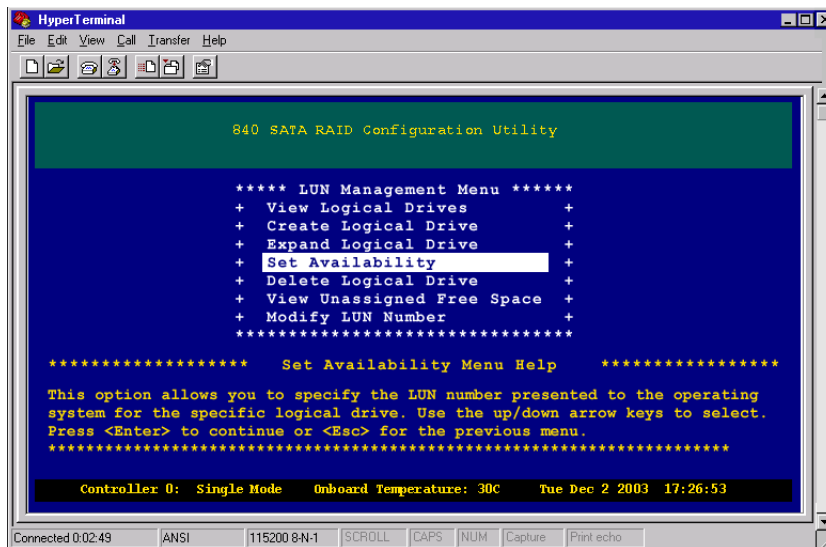 HyperTerminal
File Edit View Call Transfer Help
840 SATA RAID Configuration Utility
***** LUN Management Menu ******
+ View Logical Drives +
+ Create Logical Drive +
+ Expand Logical Drive +
+ Set Availability +
+ Delete Logical Drive +
+ View Unassigned Free Space +
+ Modify LUN Number +
********************************
******************* Set Availability Menu Help *****************
This option allows you to specify the LUN number presented to the operating
system for the specific logical drive. Use the up/down arrow keys to select.
Press <Enter> to continue or <Esc> for the previous menu.
*****************************************************************
Controller 0: Single Mode Onboard Temperature: 30C Tue Dec 2 2003 17:26:53
Connected 0:02:49 ANSI 115200 8-N-1 SCROLL CAPS NUM Capture Print echo